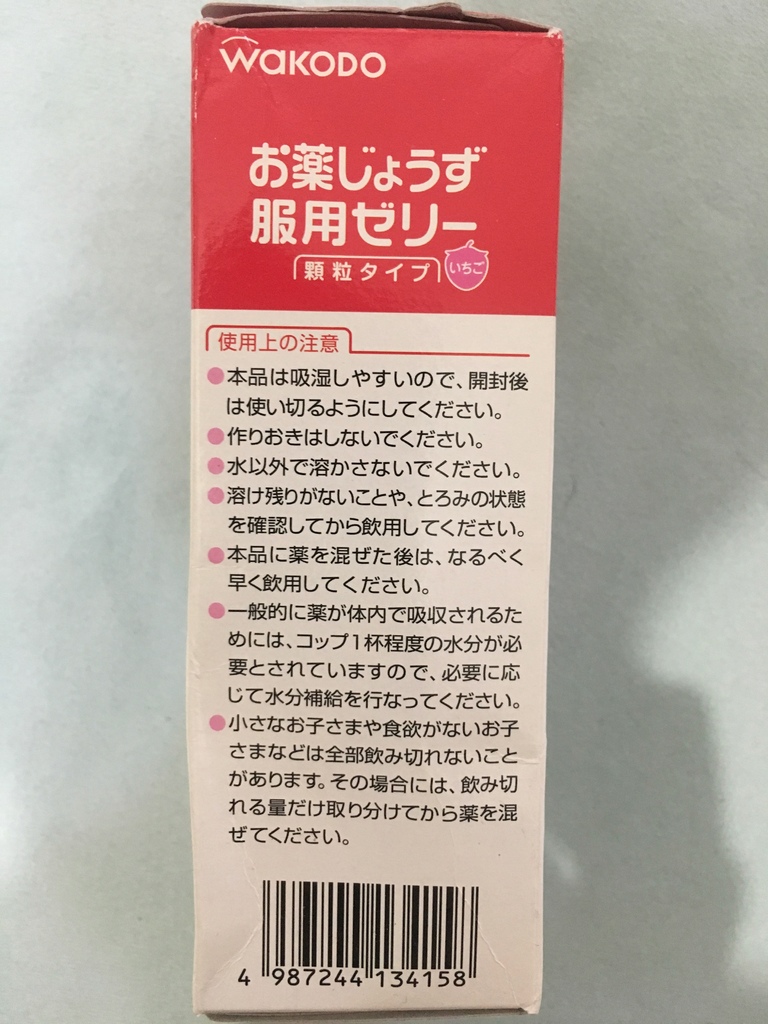 WAKODO
お薬じょうず
服用ゼリー
顆粒タイプ
いちご
使用上の注意
●本品は吸湿しやすいので、開封後
は使い切るようにしてください。
●作りおきはしないでください。
●水以外で溶かさないでください。
●溶け残りがないことや、とろみの状態
を確認してから飲用してください。
●本品に薬を混ぜた後は、なるべく
早く飲用してください。
●一般的に薬が体内で吸収されるた
めには、コップ1杯程度の水分が必
要とされていますので、必要に応
じて水分補給を行なってください。
●小さなお子さまや食欲がないお子
さまなどは全部飲み切れないこと
があります。その場合には、飲み切
れる量だけ取り分けてから薬を混
ぜてください。
4 987244 134158